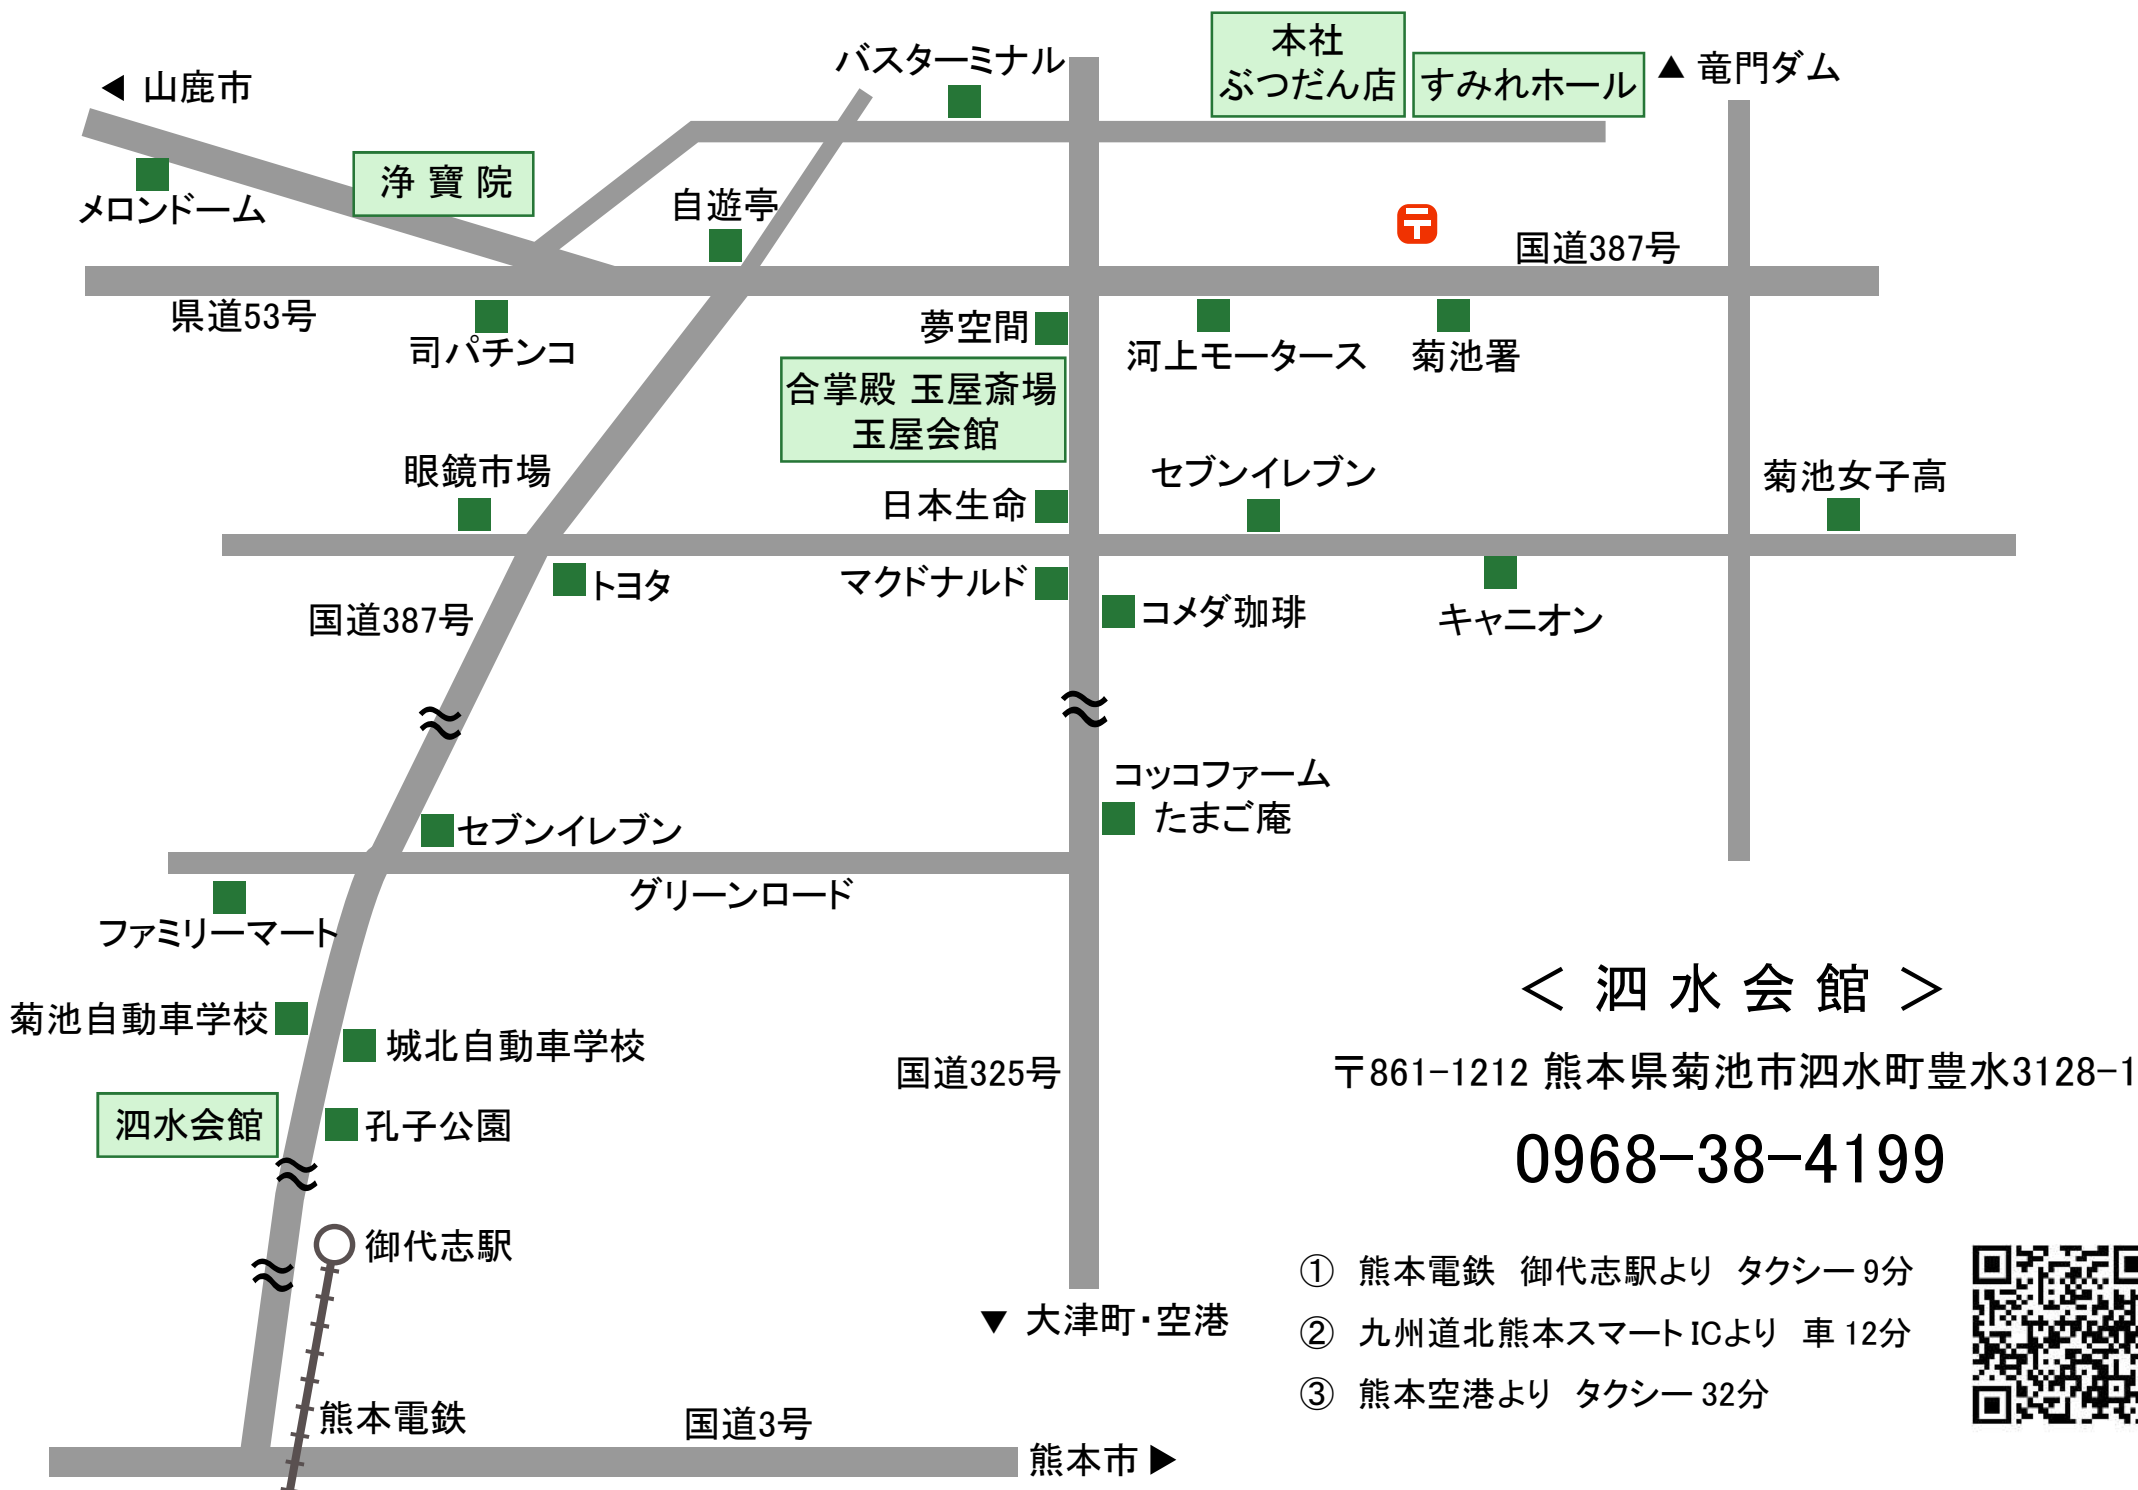 本社
ぶつだん店
すみれホール
▲ 竜門ダム
バスターミナル
◀ 山鹿市
浄寶院
メロンドーム
自遊亭
〒
国道387号
県道53号
司パチンコ
夢空間
河上モータース
菊池署
合掌殿 玉屋斎場
玉屋会館
眼鏡市場
日本生命
セブンイレブン
菊池女子高
トヨタ
マクドナルド
コメダ珈琲
キャニオン
国道387号
コッコファーム
たまご庵
セブンイレブン
グリーンロード
ファミリーマート
菊池自動車学校
城北自動車学校
国道325号
泗水会館
孔子公園
御代志駅
▼ 大津町・空港
熊本電鉄
国道3号
熊本市 ▶
＜ 泗水会館 ＞
〒861-1212 熊本県菊池市泗水町豊水3128-1
0968-38-4199
① 熊本電鉄 御代志駅より タクシー 9分
② 九州道北熊本スマートICより 車 12分
③ 熊本空港より タクシー 32分